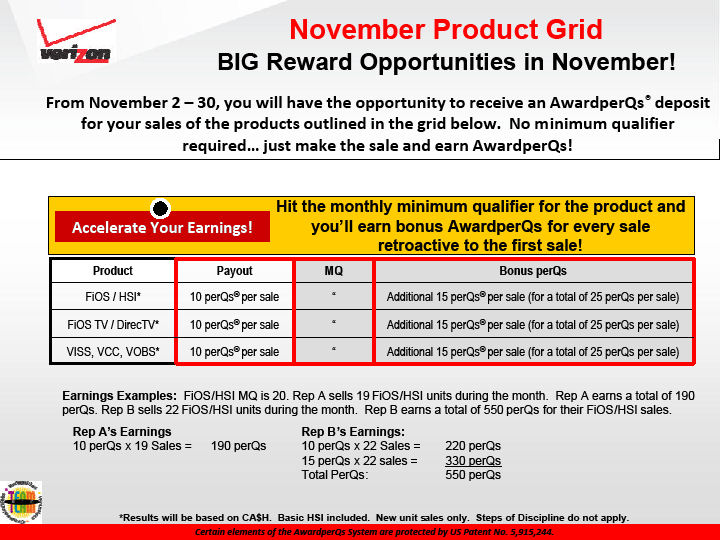 verizon
November Product Grid
BIG Reward Opportunities in November!
From November 2 – 30, you will have the opportunity to receive an AwardperQs® deposit
for your sales of the products outlined in the grid below.  No minimum qualifier
required… just make the sale and earn AwardperQs!
Accelerate Your Earnings!
Hit the monthly minimum qualifier for the product and
you’ll earn bonus AwardperQs for every sale
retroactive to the first sale!
Product Payout MQ Bonus perQs
FiOS / HSI* 10 perQs® per sale “ Additional 15 perQs® per sale (for a total of 25 perQs per sale)
FiOS TV / DirecTV* 10 perQs® per sale “ Additional 15 perQs® per sale (for a total of 25 perQs per sale)
VISS, VCC, VOBS* 10 perQs® per sale “ Additional 15 perQs® per sale (for a total of 25 perQs per sale)
Earnings Examples:  FiOS/HSI MQ is 20. Rep A sells 19 FiOS/HSI units during the month.  Rep A earns a total of 190
perQs. Rep B sells 22 FiOS/HSI units during the month.  Rep B earns a total of 550 perQs for their FiOS/HSI sales.
Rep A’s Earnings Rep B’s Earnings:
10 perQs x 19 Sales = 190 perQs 10 perQs x 22 Sales = 220 perQs
15 perQs x 22 sales = 330 perQs
Total PerQs: 550 perQs
TEAM
TEAM
*Results will be based on CA$H.  Basic HSI included.  New unit sales only.  Steps of Discipline do not apply.
Certain elements of the AwardperQs System are protected by US Patent No. 5,915,244.